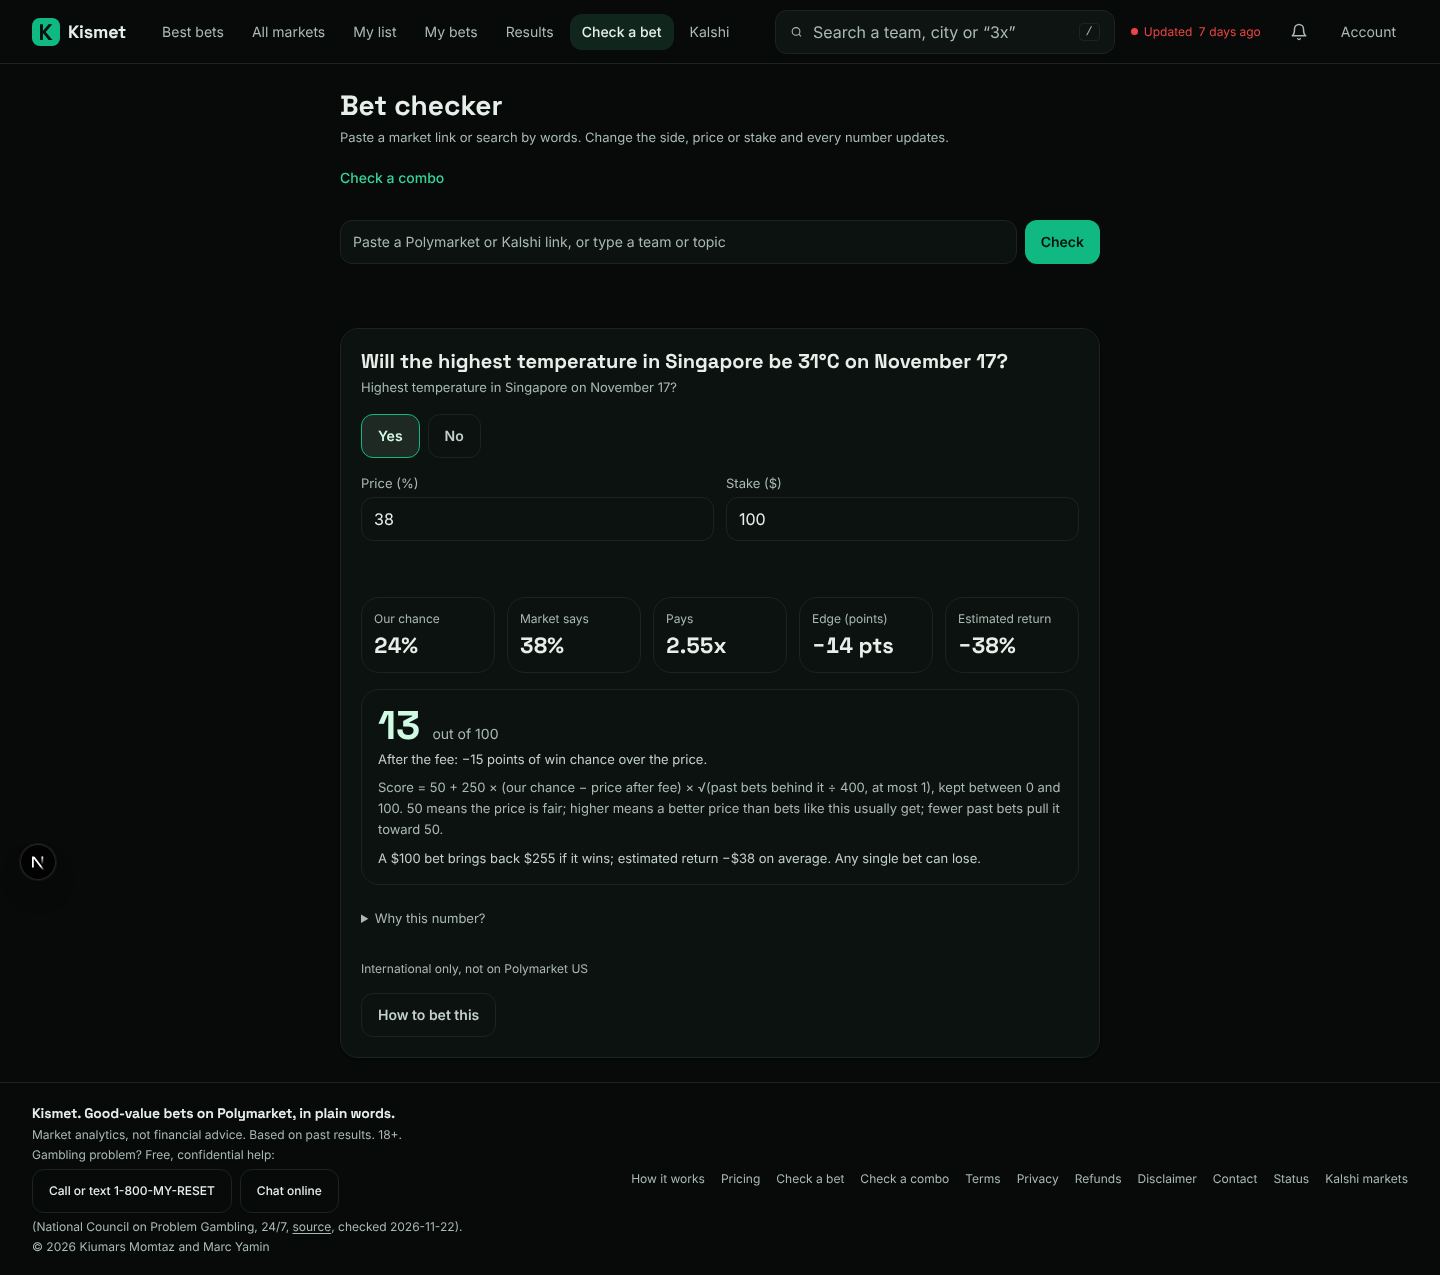 Kismet
Best bets
All markets
My list
My bets
Results
Check a bet
Kalshi
Search a team, city or “3x”
/
Updated 7 days ago
Account
Bet checker
Paste a market link or search by words. Change the side, price or stake and every number updates.
Check a combo
Paste a Polymarket or Kalshi link, or type a team or topic
Check
Will the highest temperature in Singapore be 31°C on November 17?
Highest temperature in Singapore on November 17?
Yes
No
Price (%)
Stake ($)
38
100
Our chance
Market says
Pays
Edge (points)
Estimated return
24%
38%
2.55x
−14 pts
−38%
13 out of 100
After the fee: −15 points of win chance over the price.
Score = 50 + 250 × (our chance − price after fee) × √(past bets behind it ÷ 400, at most 1), kept between 0 and
100. 50 means the price is fair; higher means a better price than bets like this usually get; fewer past bets pull it
toward 50.
A $100 bet brings back $255 if it wins; estimated return −$38 on average. Any single bet can lose.
Why this number?
International only, not on Polymarket US
How to bet this
Kismet. Good-value bets on Polymarket, in plain words.
Market analytics, not financial advice. Based on past results. 18+.
Gambling problem? Free, confidential help:
Call or text 1-800-MY-RESET
Chat online
(National Council on Problem Gambling, 24/7, source, checked 2026-11-22).
© 2026 Kiumars Momtaz and Marc Yamin
How it works
Pricing
Check a bet
Check a combo
Terms
Privacy
Refunds
Disclaimer
Contact
Status
Kalshi markets